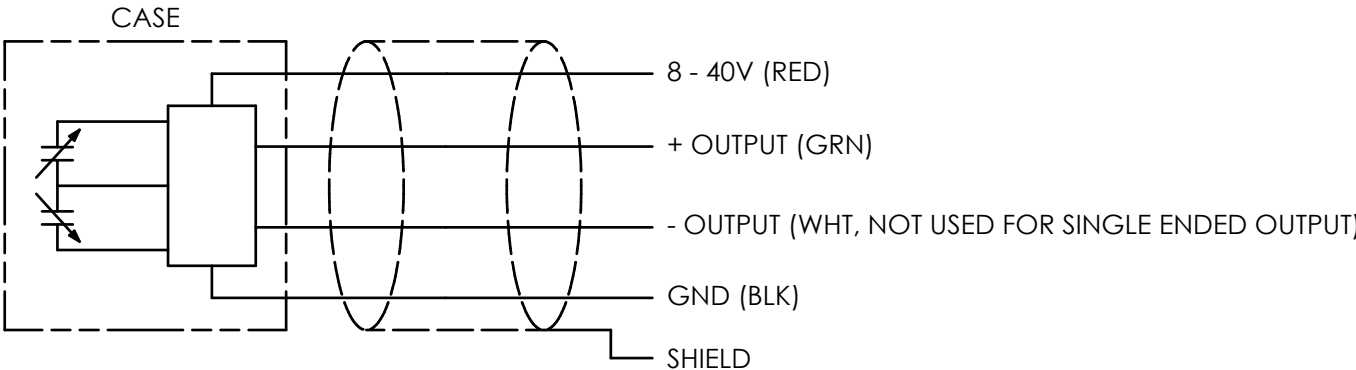 CASE
8 - 40V (RED)
+ OUTPUT (GRN)
- OUTPUT (WHT, NOT USED FOR SINGLE ENDED OUTPUT)
GND (BLK)
SHIELD